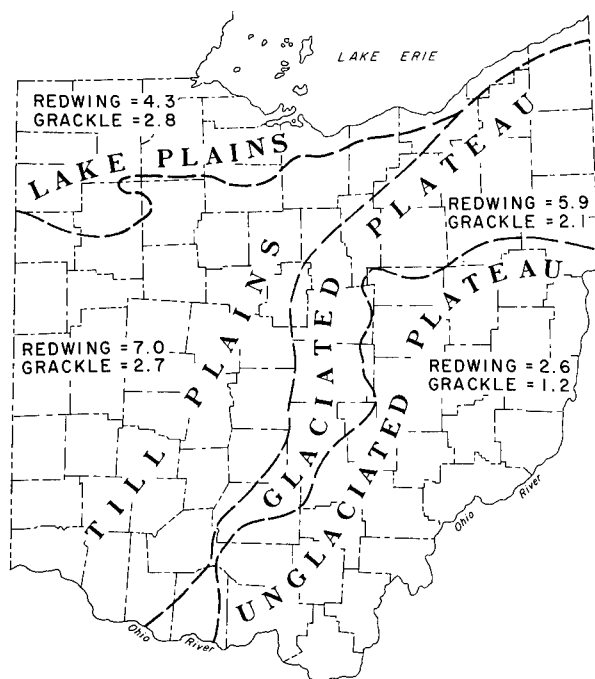 LAKE ERIE
REDWING = 4.3
GRACKLE = 2.8
LAKE PLAINS
GLACIATED PLATEAU
REDWING = 5.9
GRACKLE = 2.1
TILL PLAINS
REDWING = 7.0
GRACKLE = 2.7
UNGLACIATED PLATEAU
REDWING = 2.6
GRACKLE = 1.2
Ohio River
Ohio River